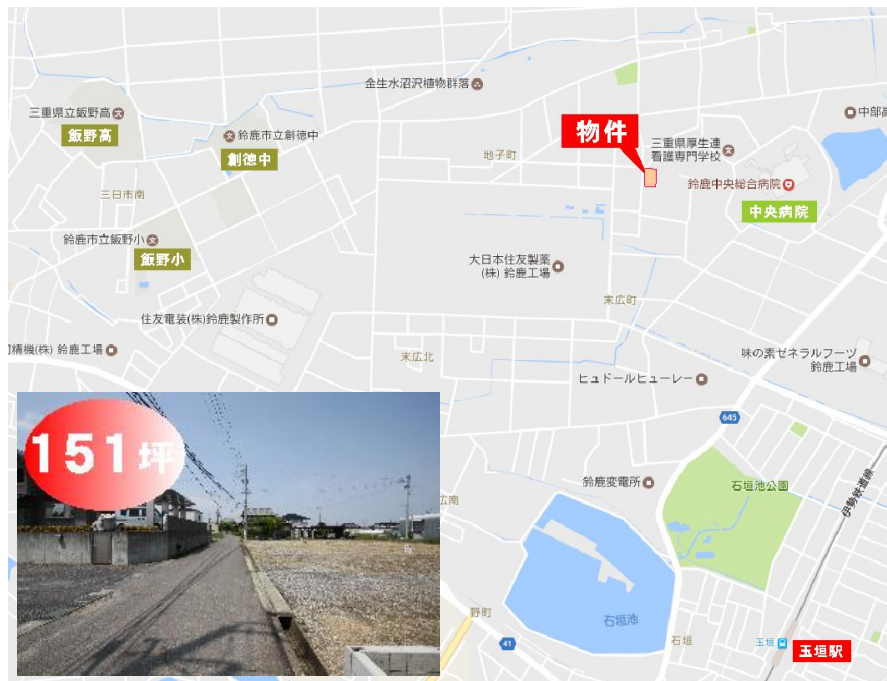 金生水沼沢植物群落
三重県立飯野高
飯野高
鈴鹿市立創徳中
創徳中
物件
中部高
地子町
三重県厚生連
看護専門学校
鈴鹿中央総合病院
中央病院
三日市南
鈴鹿市立飯野小
飯野小
大日本住友製薬
(株) 鈴鹿工場
末広町
住友電装(株)鈴鹿製作所
精機(株) 鈴鹿工場
末広北
味の素ゼネラルフーヅ
鈴鹿工場
ヒュドールヒューレー
645
151坪
鈴鹿変電所
石垣池公園
伊勢鉄道線
広南
野町
石垣池
41
石垣
玉垣
玉垣駅